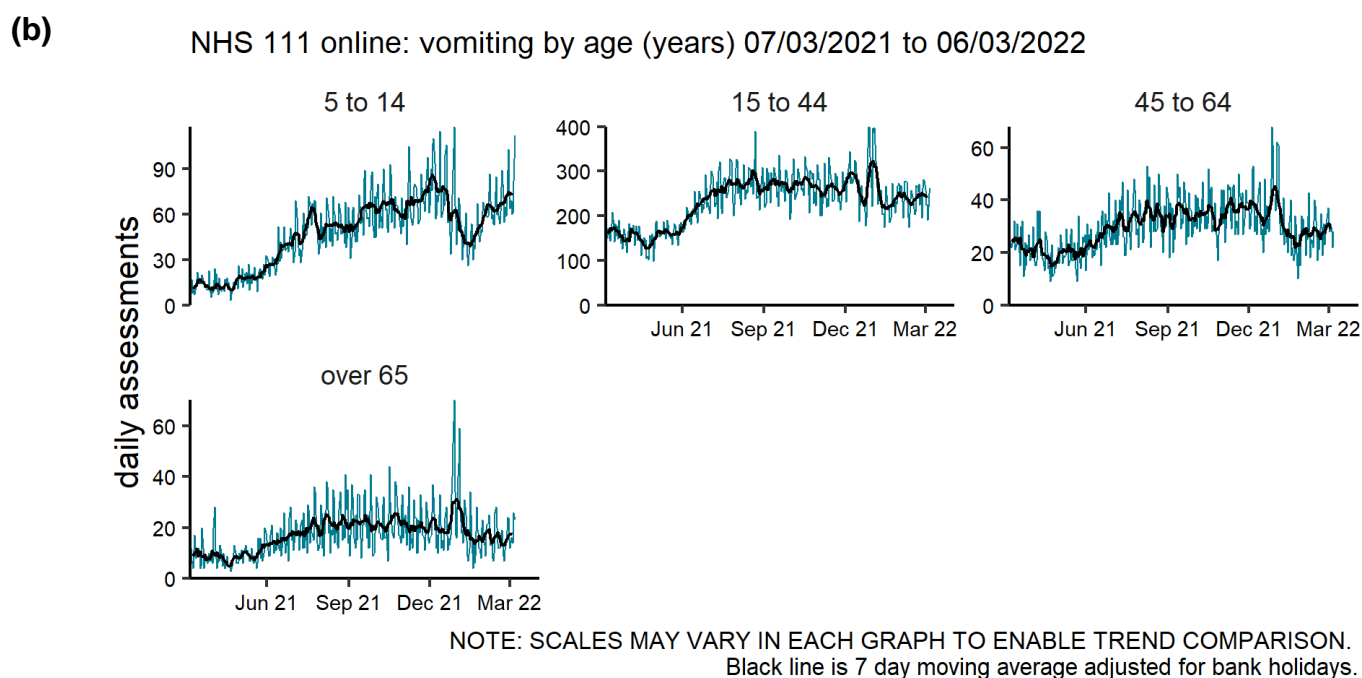 (b)
NHS 111 online: vomiting by age (years) 07/03/2021 to 06/03/2022
daily assessments
5 to 14
90
60
30
0
15 to 44
400
300
200
100
0
Jun 21 Sep 21 Dec 21 Mar 22
45 to 64
60
40
20
0
Jun 21 Sep 21 Dec 21 Mar 22
over 65
60
40
20
0
Jun 21 Sep 21 Dec 21 Mar 22
NOTE: SCALES MAY VARY IN EACH GRAPH TO ENABLE TREND COMPARISON.
Black line is 7 day moving average adjusted for bank holidays.